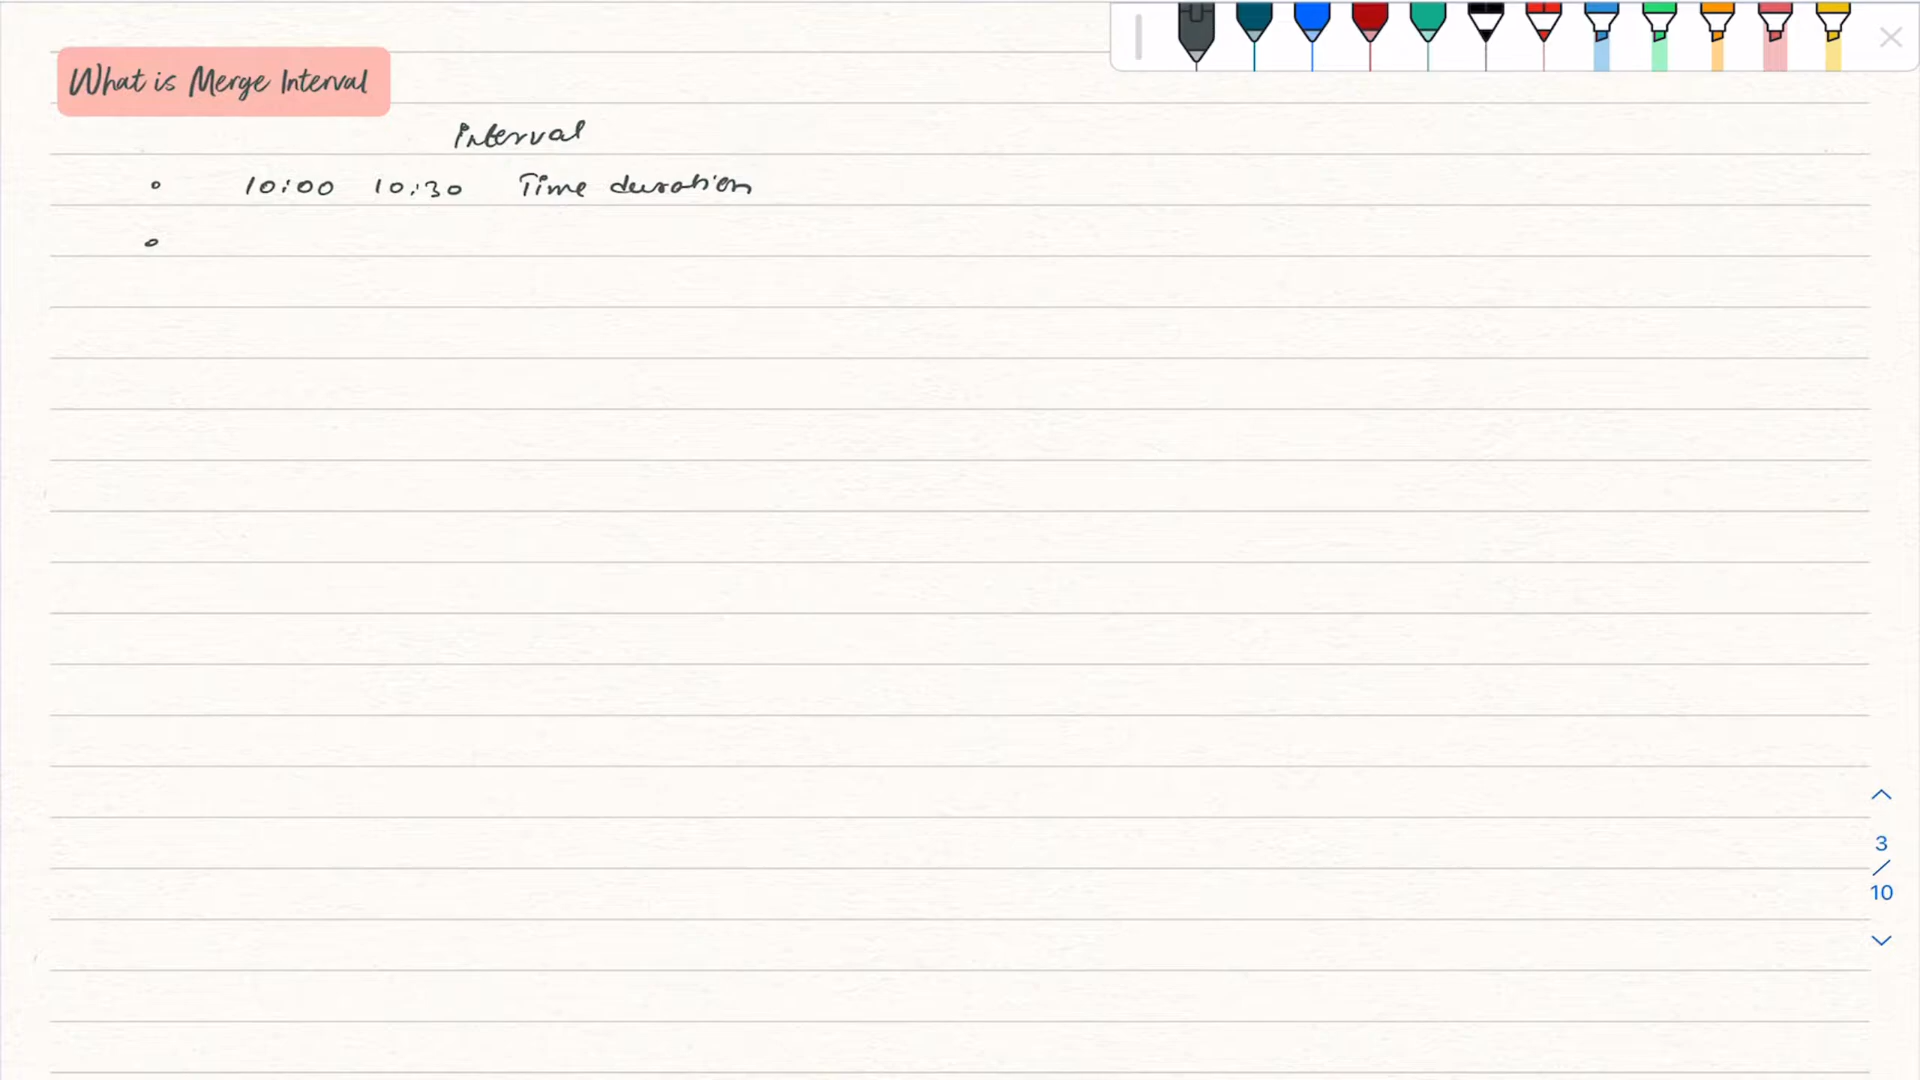 What is Merge Interval
interval
10:00 10:30 Time duration
3
/
10